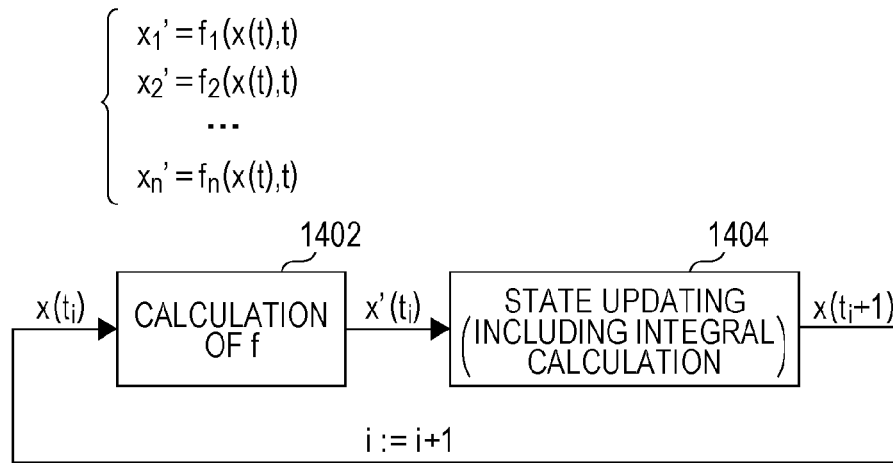 x₁' = f₁(x(t),t)
x₂' = f₂(x(t),t)
...
xₙ' = fₙ(x(t),t)
1402
1404
x(tᵢ)
CALCULATION
OF f
x'(tᵢ)
STATE UPDATING
(INCLUDING INTEGRAL
CALCULATION)
x(tᵢ+1)
i := i+1